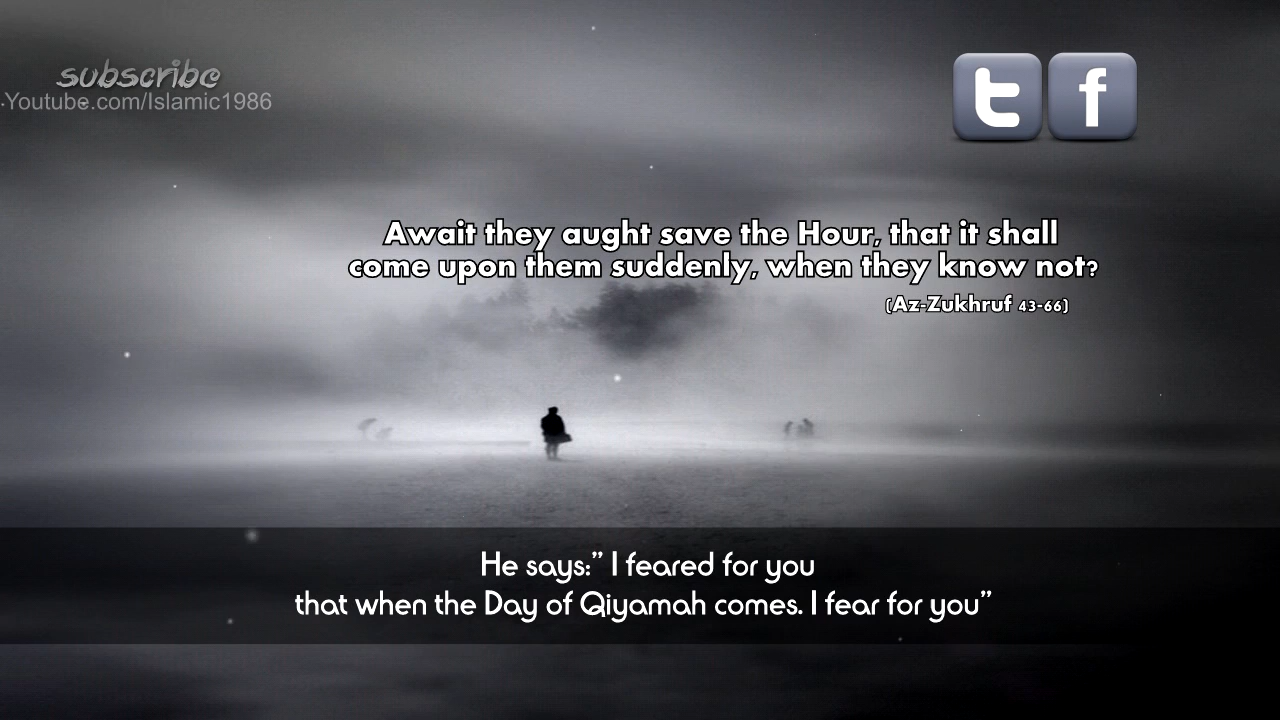 subscribe
Youtube.com/Islamic1986
t f
Await they aught save the Hour, that it shall
come upon them suddenly, when they know not?
(Az-Zukhruf 43-66)
He says:” I feared for you
that when the Day of Qiyamah comes. I fear for you”